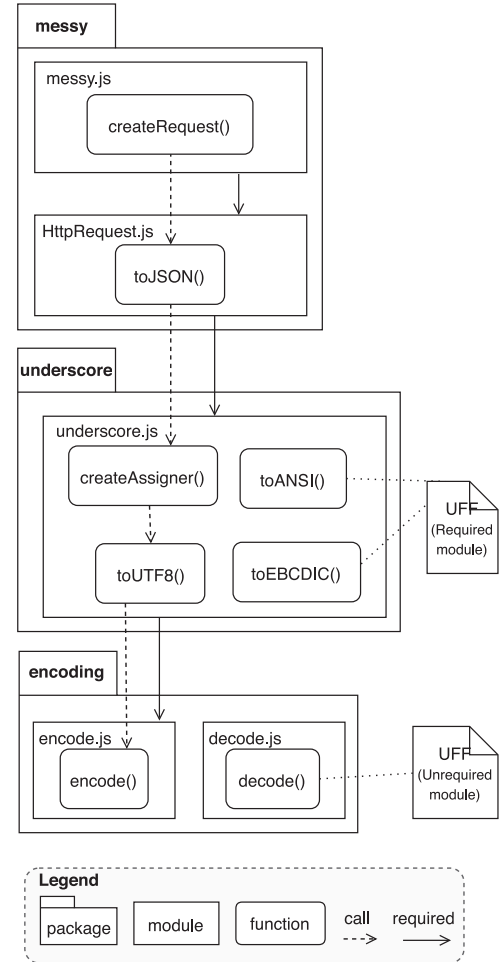 messy
messy.js
createRequest()
HttpRequest.js
toJSON()
underscore
underscore.js
createAssigner()
toANSI()
UFF
(Required
module)
toUTF8()
toEBCDIC()
encoding
encode.js
decode.js
encode()
decode()
UFF
(Unrequired
module)
Legend
package
module
function
call
required